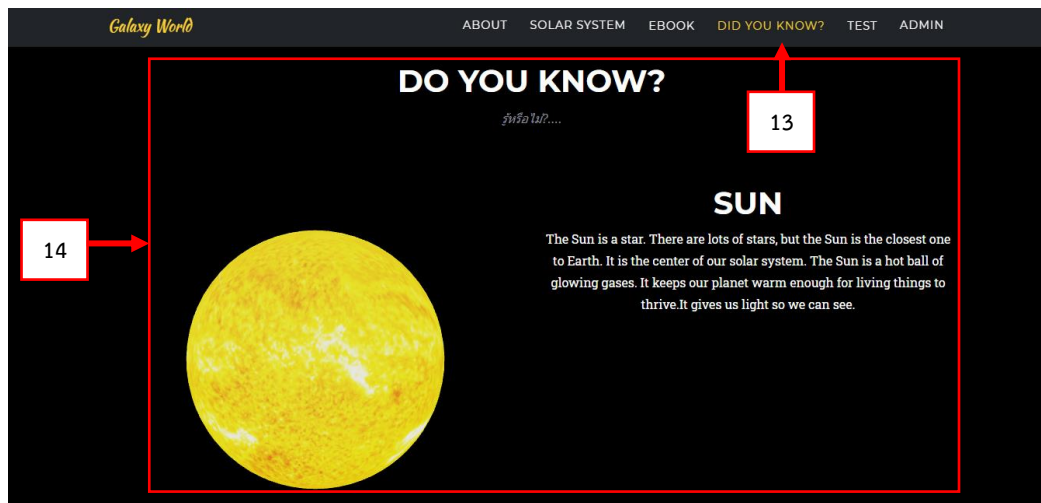 Galaxy World
ABOUT SOLAR SYSTEM EBOOK DID YOU KNOW? TEST ADMIN
DO YOU KNOW?
รู้หรือไม่?....
13
SUN
14
The Sun is a star. There are lots of stars, but the Sun is the closest one
to Earth. It is the center of our solar system. The Sun is a hot ball of
glowing gases. It keeps our planet warm enough for living things to
thrive.It gives us light so we can see.